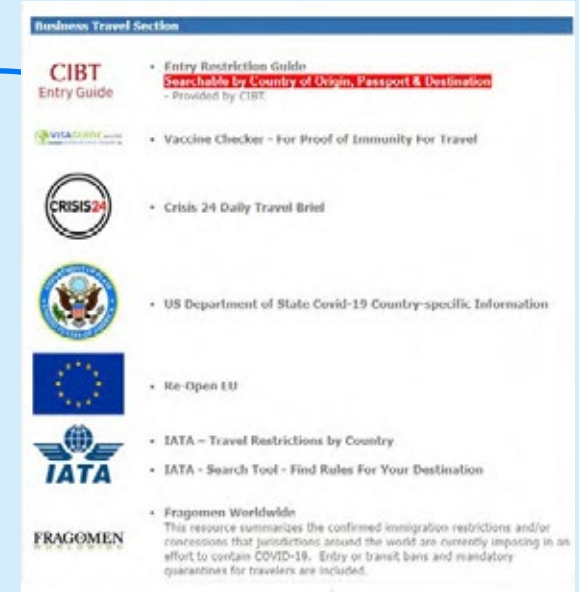 Business Travel Section
CIBT
Entry Guide
• Entry Restriction Guide
Searchable by Country of Origin, Passport & Destination
- Provided by CIBT.
VISAGUIDE
• Vaccine Checker - For Proof of Immunity For Travel
CRISIS24
• Crisis 24 Daily Travel Brief
• US Department of State Covid-19 Country-specific Information
• Re-Open EU
IATA
• IATA – Travel Restrictions by Country
• IATA - Search Tool - Find Rules For Your Destination
FRAGOMEN
• Fragomen Worldwide
This resource summarizes the confirmed immigration restrictions and/or
concessions that jurisdictions around the world are currently imposing in an
effort to contain COVID-19. Entry or transit bans and mandatory
quarantines for travelers are included.